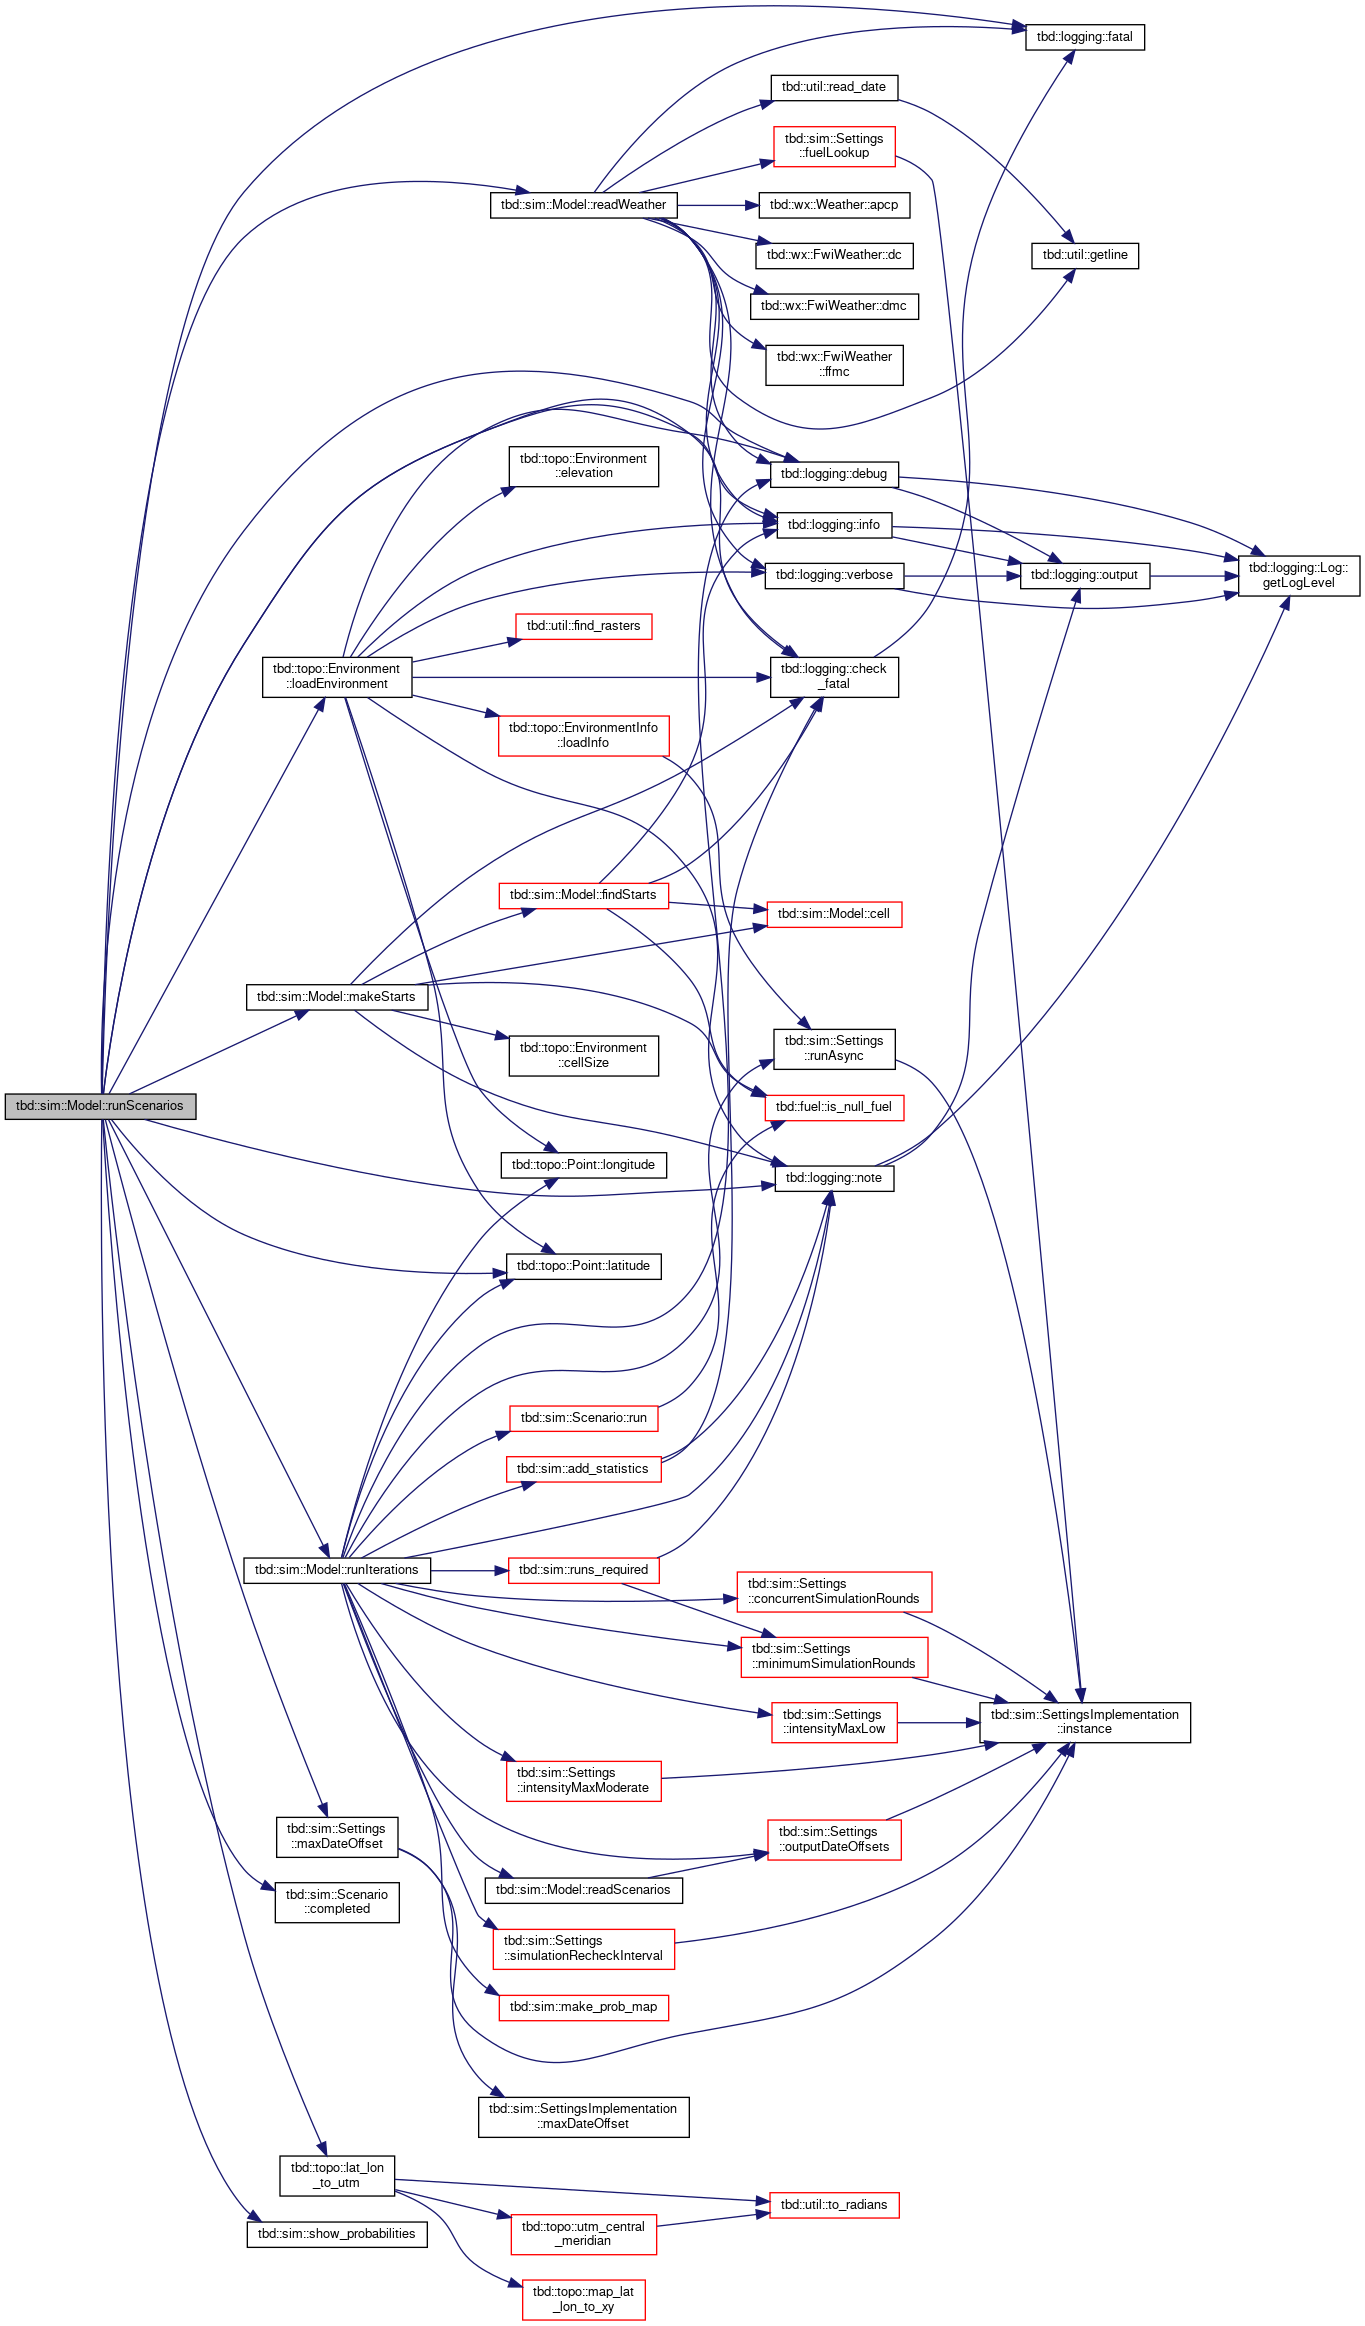 tbd::logging::fatal
tbd::util::read_date
tbd::sim::Settings
::fuelLookup
tbd::sim::Model::readWeather
tbd::wx::Weather::apcp
tbd::wx::FwiWeather::dc
tbd::util::getline
tbd::wx::FwiWeather::dmc
tbd::wx::FwiWeather
::ffmc
tbd::topo::Environment
::elevation
tbd::logging::debug
tbd::logging::info
tbd::logging::verbose
tbd::logging::output
tbd::logging::Log::
getLogLevel
tbd::util::find_rasters
tbd::topo::Environment
::loadEnvironment
tbd::logging::check
_fatal
tbd::topo::EnvironmentInfo
::loadInfo
tbd::sim::Model::findStarts
tbd::sim::Model::cell
tbd::sim::Model::makeStarts
tbd::topo::Environment
::cellSize
tbd::sim::Settings
::runAsync
tbd::sim::Model::runScenarios
tbd::fuel::is_null_fuel
tbd::topo::Point::longitude
tbd::logging::note
tbd::topo::Point::latitude
tbd::sim::Scenario::run
tbd::sim::add_statistics
tbd::sim::Model::runIterations
tbd::sim::runs_required
tbd::sim::Settings
::concurrentSimulationRounds
tbd::sim::Settings
::minimumSimulationRounds
tbd::sim::Settings
::intensityMaxLow
tbd::sim::SettingsImplementation
::instance
tbd::sim::Settings
::intensityMaxModerate
tbd::sim::Settings
::maxDateOffset
tbd::sim::Settings
::outputDateOffsets
tbd::sim::Model::readScenarios
tbd::sim::Scenario
::completed
tbd::sim::Settings
::simulationRecheckInterval
tbd::sim::make_prob_map
tbd::sim::SettingsImplementation
::maxDateOffset
tbd::topo::lat_lon
_to_utm
tbd::util::to_radians
tbd::sim::show_probabilities
tbd::topo::utm_central
_meridian
tbd::topo::map_lat
_lon_to_xy